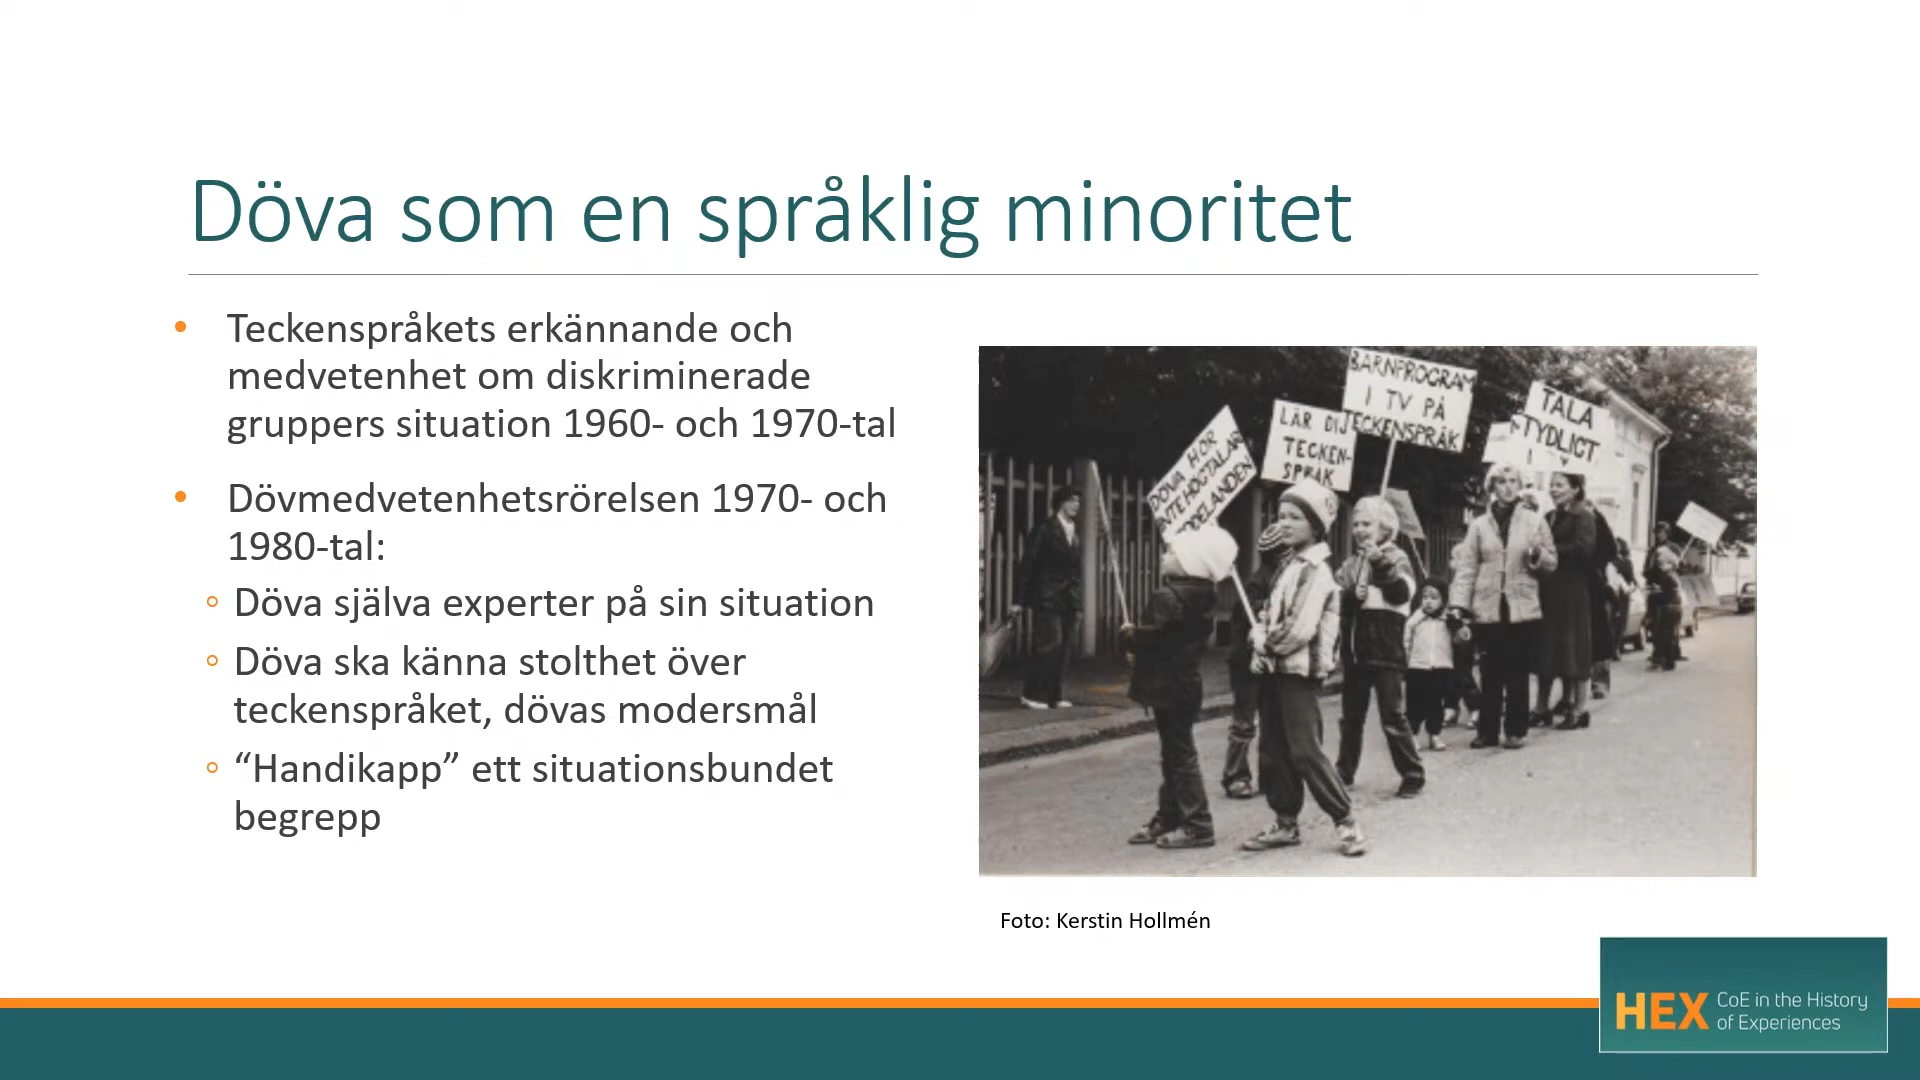 Döva som en språklig minoritet
• Teckenspråkets erkännande och
medvetenhet om diskriminerade
gruppers situation 1960- och 1970-tal
• Dövmedvetenhetsrörelsen 1970- och
1980-tal:
◦ Döva själva experter på sin situation
◦ Döva ska känna stolthet över
teckenspråket, dövas modersmål
◦ “Handikapp” ett situationsbundet
begrepp
DÖVA HÖR
INTE HÖGTALAR
LÄR
TECKEN-
SPRÅK
BARNPROGRAM
I TV PÅ
TECKENSPRÅK
TALA
TYDLIGT
Foto: Kerstin Hollmén
HEX CoE in the History
of Experiences